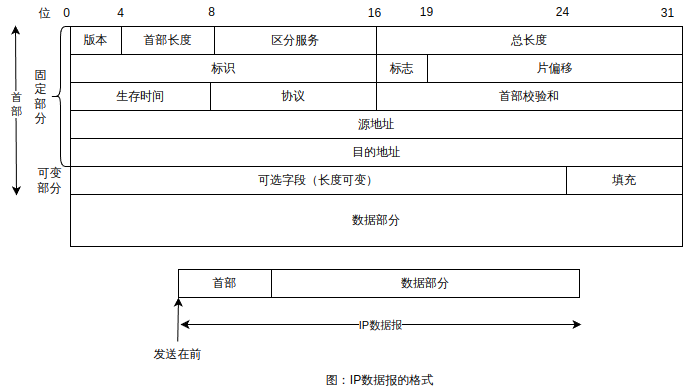 位 0 4 8 16 19 24 31
版本 首部长度 区分服务 总长度
标识 标志 片偏移
生存时间 协议 首部校验和
源地址
目的地址
可选字段（长度可变） 填充
数据部分
首部
固定部分
可变部分
首部 数据部分
IP数据报
发送在前
图：IP数据报的格式